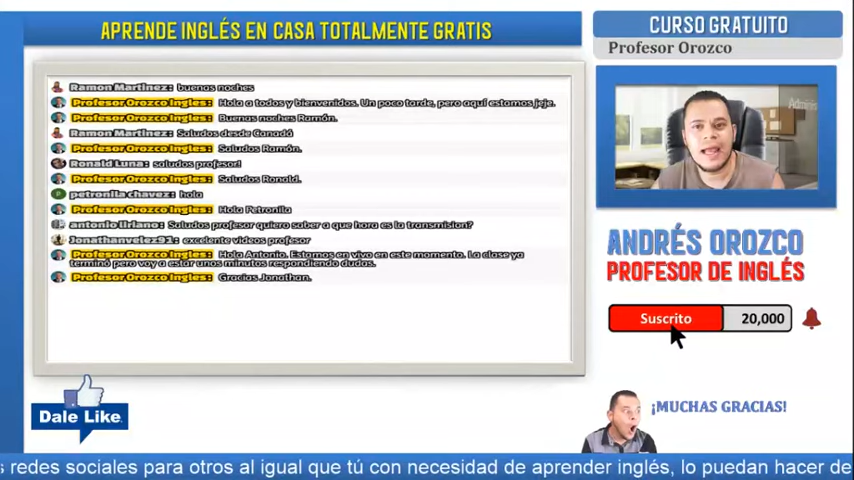 APRENDE INGLÉS EN CASA TOTALMENTE GRATIS
CURSO GRATUITO
Profesor Orozco
Ramon Martinez: buenas noches
Profesor Orozco Ingles: Hola a todos y bienvenidos. Un poco tarde, pero aquí estamos jeje.
Profesor Orozco Ingles: Buenas noches Ramón.
Ramon Martinez: Saludos desde Canadá
Profesor Orozco Ingles: Saludos Ramón.
Ronald Luna: saludos profesor!
Profesor Orozco Ingles: Saludos Ronald.
P
petronila chavez: hola
Profesor Orozco Ingles: Hola Petronila
antonio liriano: Saludos profesor quiero saber a que hora es la transmision?
Jonathanvelez91: excelente videos profesor
Profesor Orozco Ingles: Hola Antonio. Estamos en vivo en este momento. La clase ya
terminó pero voy a estar unos minutos respondiendo dudas.
Profesor Orozco Ingles: Gracias Jonathan.
Adminis
ANDRÉS OROZCO
PROFESOR DE INGLÉS
Suscrito
20,000
Dale Like.
¡MUCHAS GRACIAS!
s redes sociales para otros al igual que tú con necesidad de aprender inglés, lo puedan hacer de